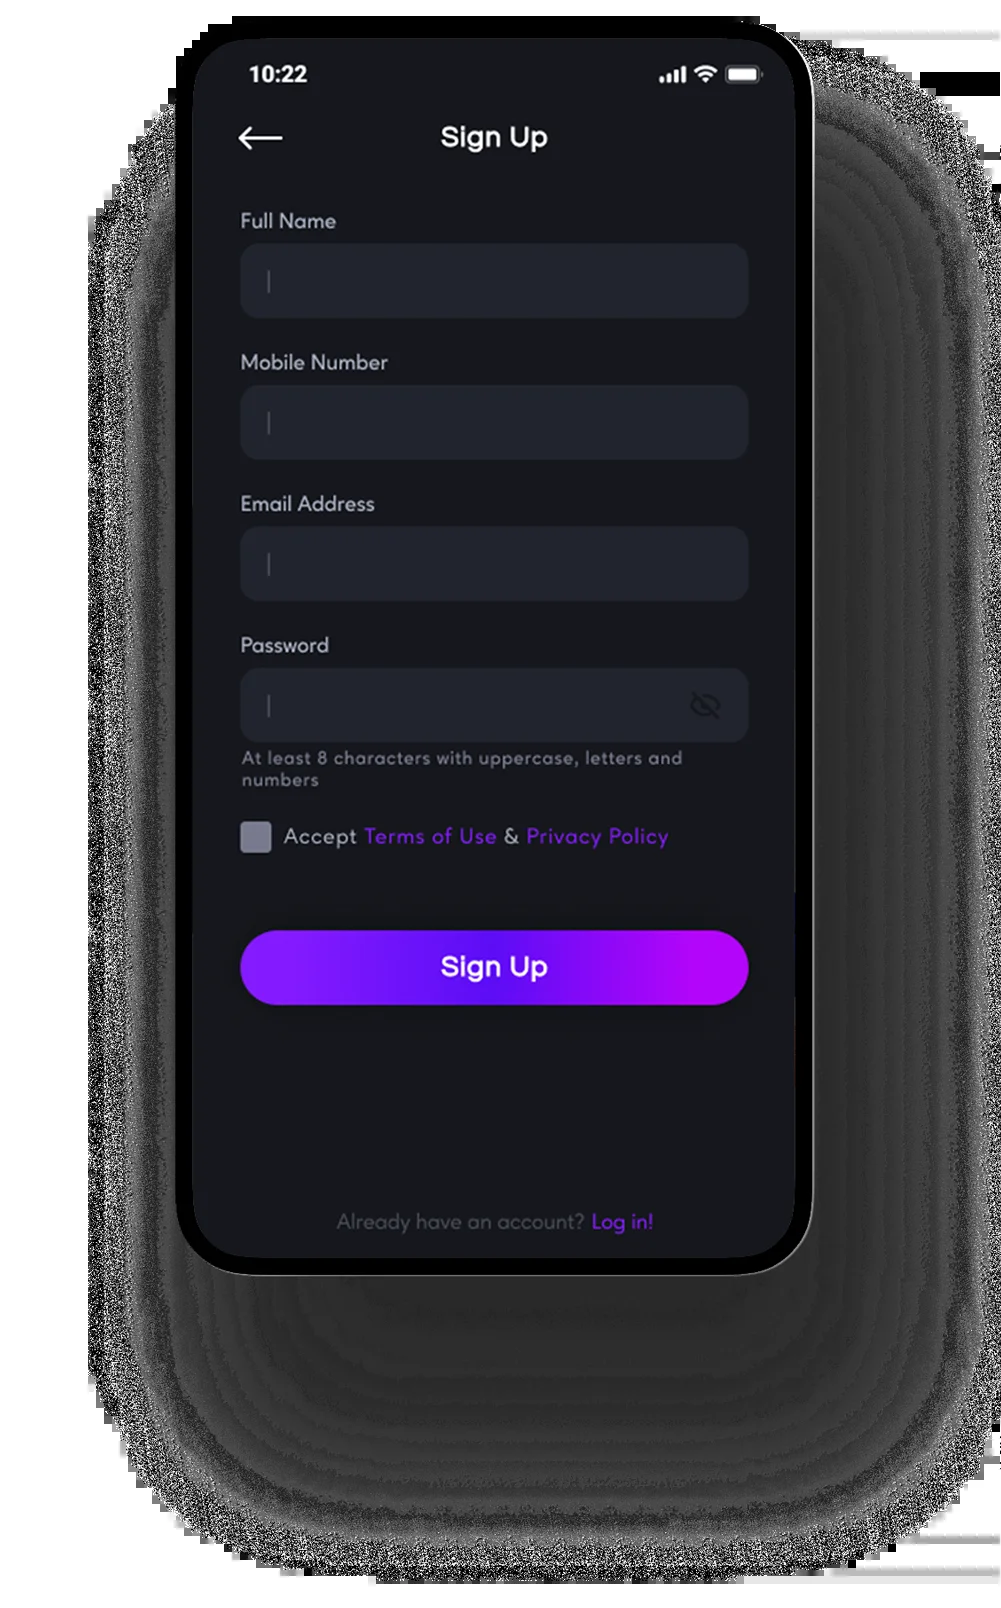 10:22
Sign Up
Full Name
Mobile Number
Email Address
Password
At least 8 characters with uppercase, letters and
numbers
Accept Terms of Use & Privacy Policy
Sign Up
Already have an account? Log in!